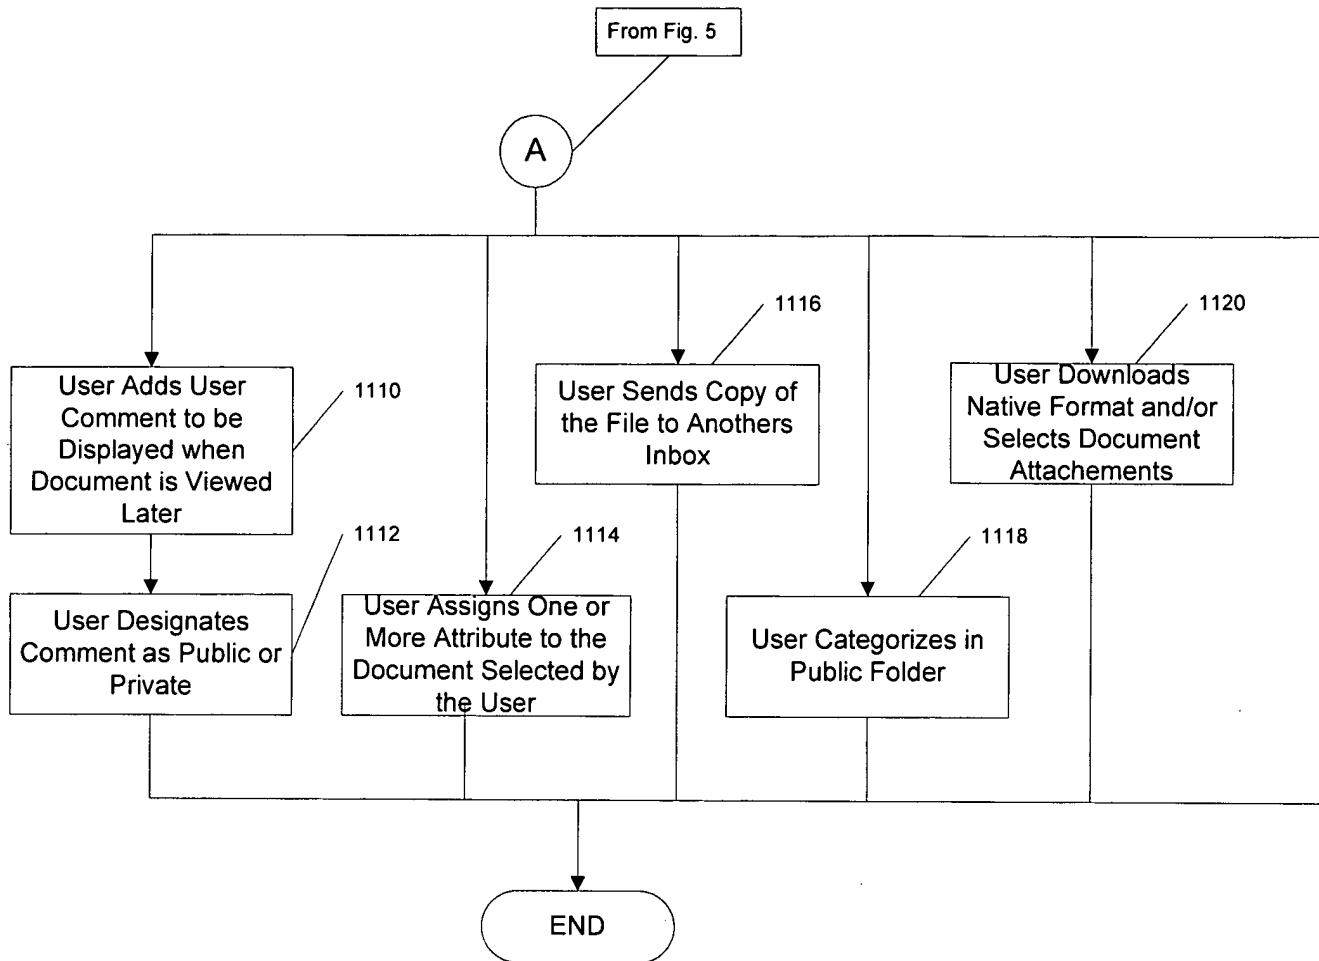 From Fig. 5
A
1116
1120
User Adds User
Comment to be
Displayed when
Document is Viewed
Later
1110
User Sends Copy of
the File to Anothers
Inbox
User Downloads
Native Format and/or
Selects Document
Attachements
1112
1114
1118
User Designates
Comment as Public or
Private
User Assigns One or
More Attribute to the
Document Selected by
the User
User Categorizes in
Public Folder
END